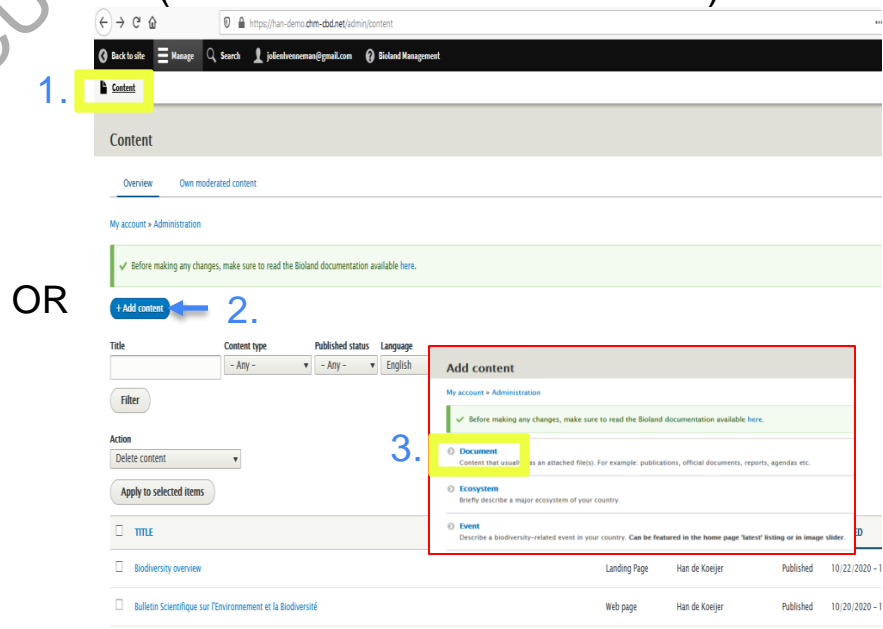 https://han-demo.chm-cbd.net/admin/content
Back to site Manage Search jolienlvenneman@gmail.com Bioland Management
1.
Content
Content
Overview Own moderated content
My account » Administration
Before making any changes, make sure to read the Bioland documentation available here.
OR
+ Add content
2.
Title Content type Published status Language
- Any - - Any - English
Filter
Action
Delete content
Apply to selected items
Add content
My account » Administration
Before making any changes, make sure to read the Bioland documentation available here.
3.
Document
Content that usually as an attached file(s). For example: publications, official documents, reports, agendas etc.
Ecosystem
Briefly describe a major ecosystem of your country.
Event
Describe a biodiversity-related event in your country. Can be featured in the home page 'latest' listing or in image slider.
TITLE
Biodiversity overview Landing Page Han de Koeijer Published 10/22/2020 - 1
Bulletin Scientifique sur l'Environnement et la Biodiversité Web page Han de Koeijer Published 10/20/2020 - 1